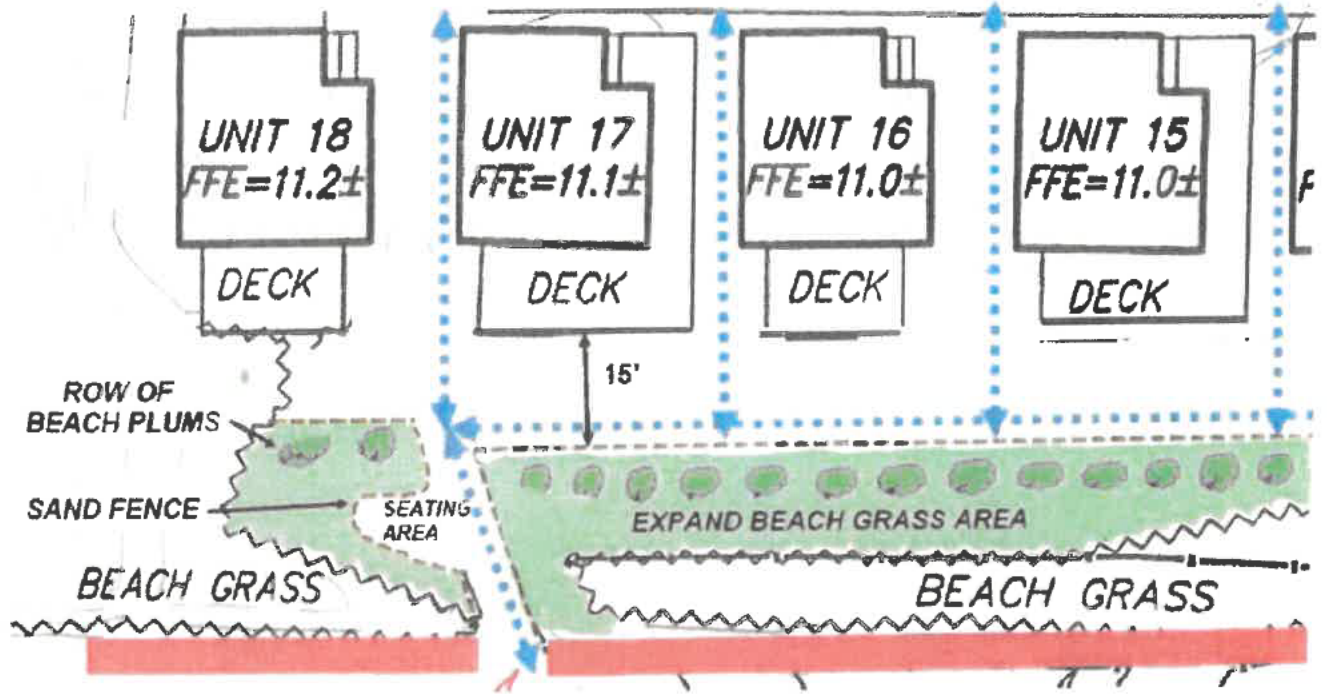 UNIT 18
FFE=11.2±
UNIT 17
FFE=11.1±
UNIT 16
FFE=11.0±
UNIT 15
FFE=11.0±
DECK
DECK
DECK
DECK
15'
ROW OF
BEACH PLUMS
SAND FENCE
SEATING
AREA
EXPAND BEACH GRASS AREA
BEACH GRASS
BEACH GRASS